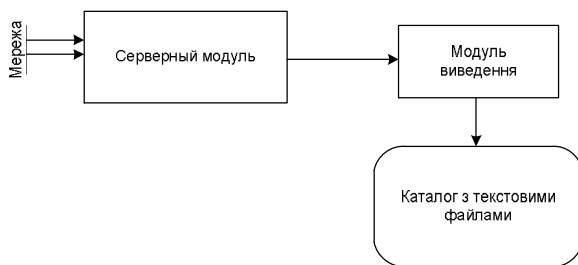 Мережа
Серверный модуль
Модуль
виведення
Каталог з текстовими
файлами